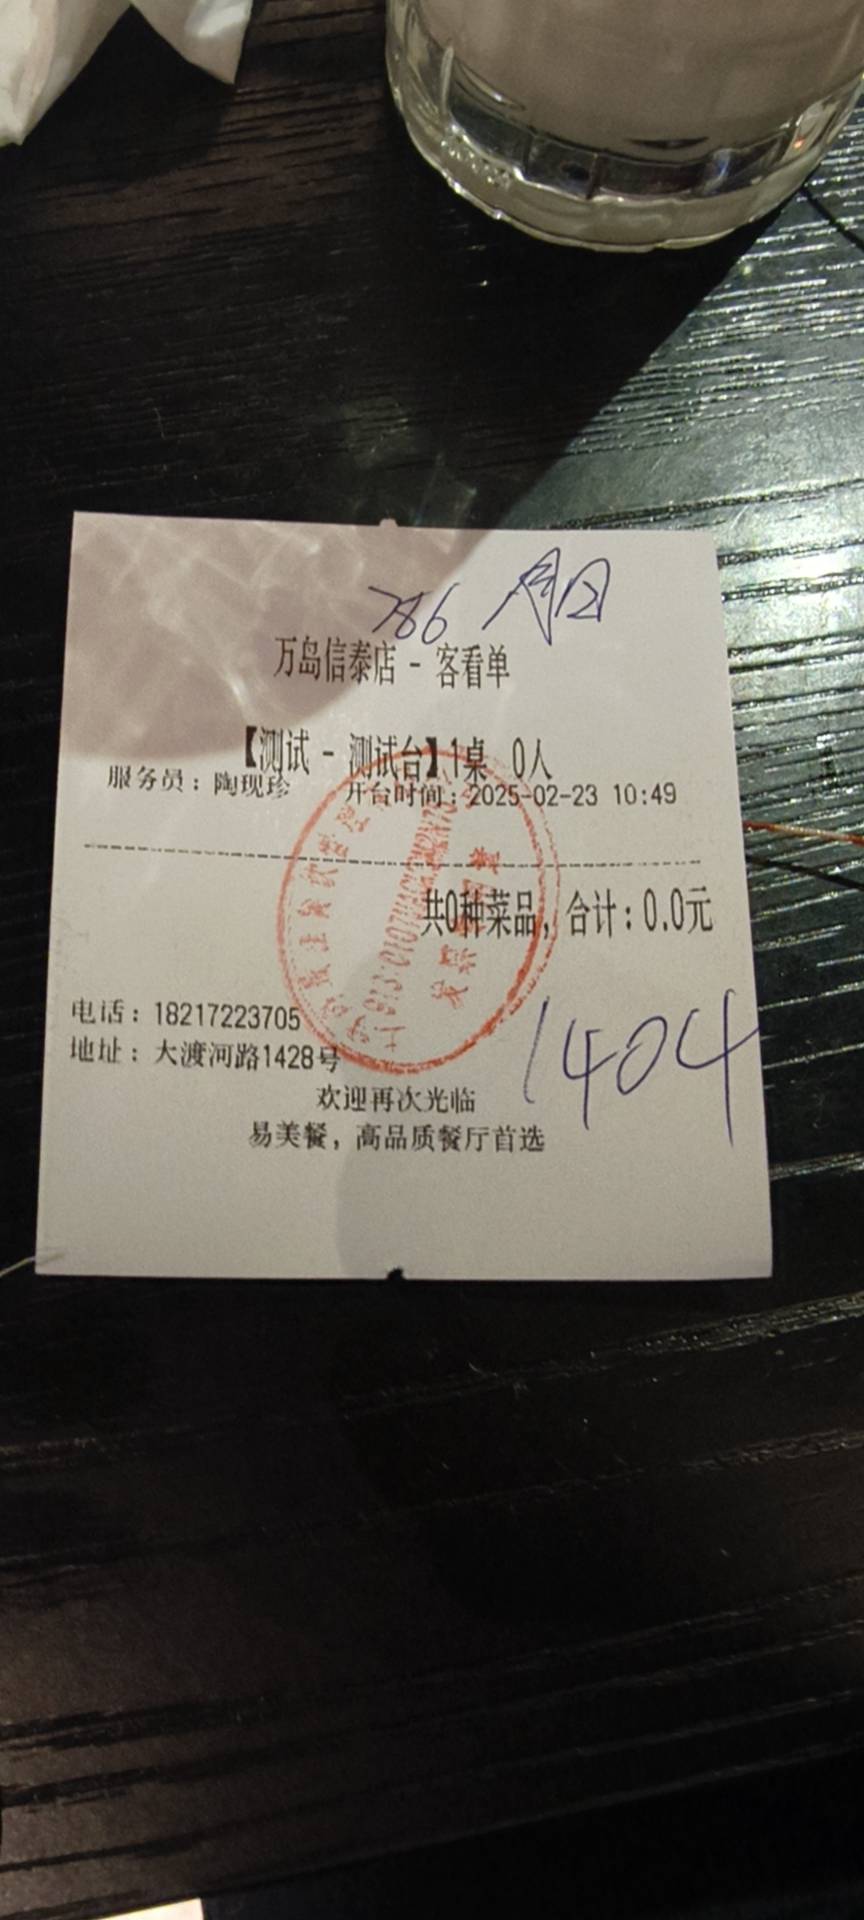 786
万岛信泰店 - 客看单
【测试 - 测试台】1桌 0人
服务员：陶现珍 开台时间：2025-02-23 10:49
共0种菜品，合计：0.0元
电话：18217223705
地址：大渡河路1428号
1404
欢迎再次光临
易美餐，高品质餐厅首选